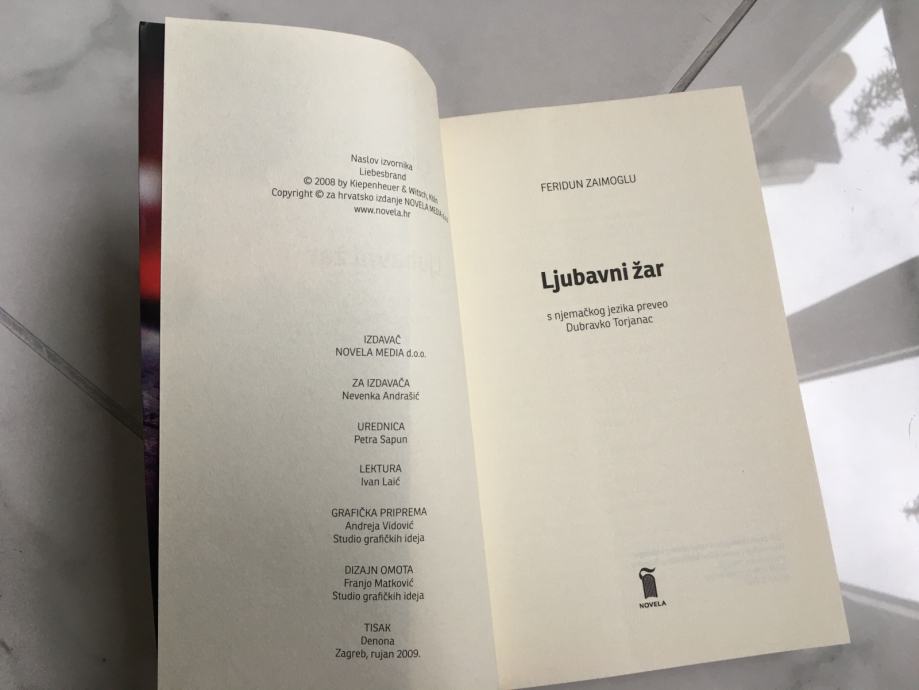 Naslov izvornika
Liebesbrand
© 2008 by Kiepenheuer & Witsch, Köln
Copyright © za hrvatsko izdanje NOVELA MEDIA d.o.o.
www.novela.hr
IZDAVAČ
NOVELA MEDIA d.o.o.
ZA IZDAVAČA
Nevenka Andrašić
UREDNICA
Petra Sapun
LEKTURA
Ivan Laić
GRAFIČKA PRIPREMA
Andreja Vidović
Studio grafičkih ideja
DIZAJN OMOTA
Franjo Matković
Studio grafičkih ideja
TISAK
Denona
Zagreb, rujan 2009.
FERIDUN ZAIMOGLU
Ljubavni žar
s njemačkog jezika preveo
Dubravko Torjanac
NOVELA